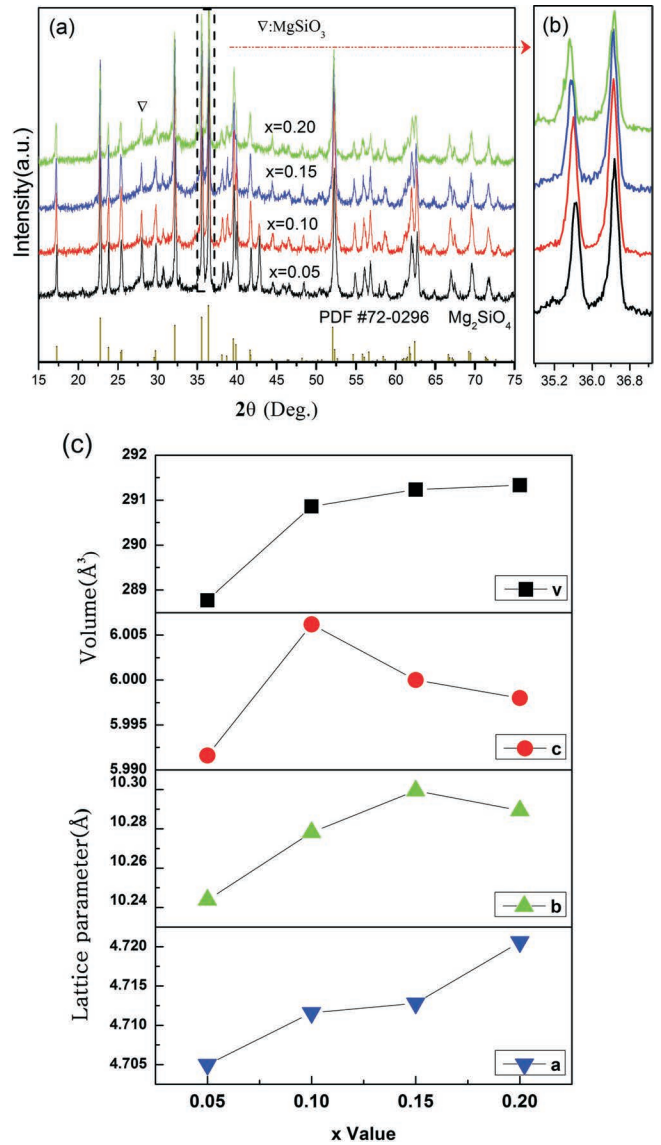 (a)
∇:MgSiO₃
(b)
Intensity(a.u.)
∇
x=0.20
x=0.15
x=0.10
x=0.05
PDF #72-0296 Mg₂SiO₄
15 20 25 30 35 40 45 50 55 60 65 70 75
35.2 36.0 36.8
2θ (Deg.)
(c)
Volume(Å³)
292
291
290
289
v
6.005
6.000
5.995
5.990
c
Lattice parameter(Å)
10.30
10.28
10.26
10.24
b
4.720
4.715
4.710
4.705
a
0.05 0.10 0.15 0.20
x Value